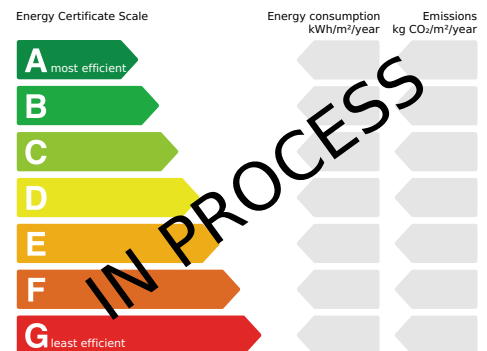 Energy Certificate Scale
Energy consumption
kWh/m²/year
Emissions
kg CO₂/m²/year
A most efficient
B
C
D
E
F
G least efficient
IN PROCESS